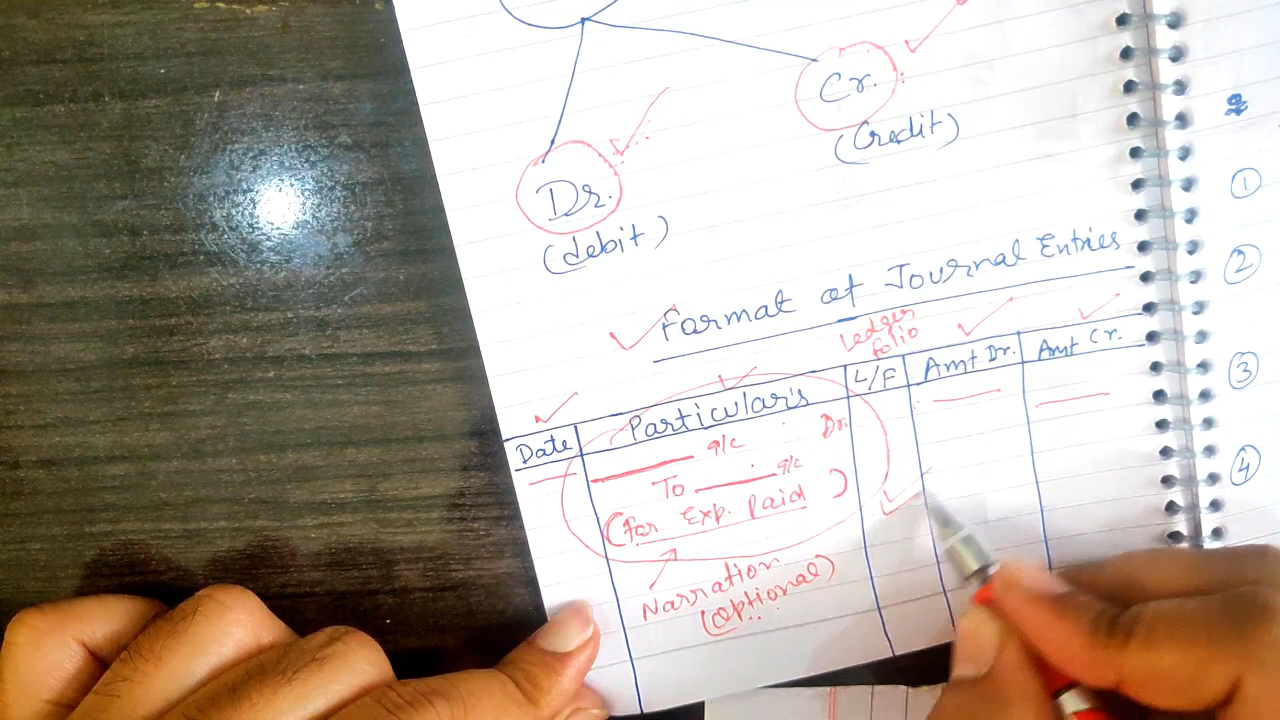 Cr.
(Credit)
Dr.
(debit)
Format of Journal Entries
Ledger
folio
Date Particular's L/F Amt Dr. Amt Cr.
a/c Dr.
To a/c
(For Exp. Paid)
Narration
(optional)
①
②
③
④